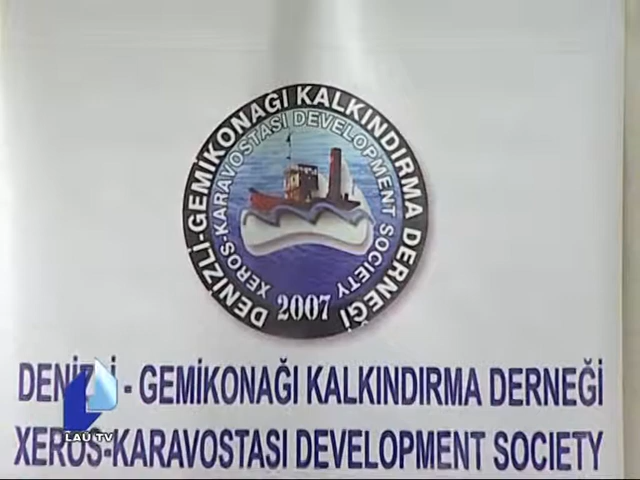 DENİZLİ-GEMİKONAĞI KALKINDIRMA DERNEĞİ
XEROS-KARAVOSTASI DEVELOPMENT SOCIETY
2007
DENİZLİ - GEMİKONAĞI KALKINDIRMA DERNEĞİ
XEROS-KARAVOSTASI DEVELOPMENT SOCIETY
LAU TV